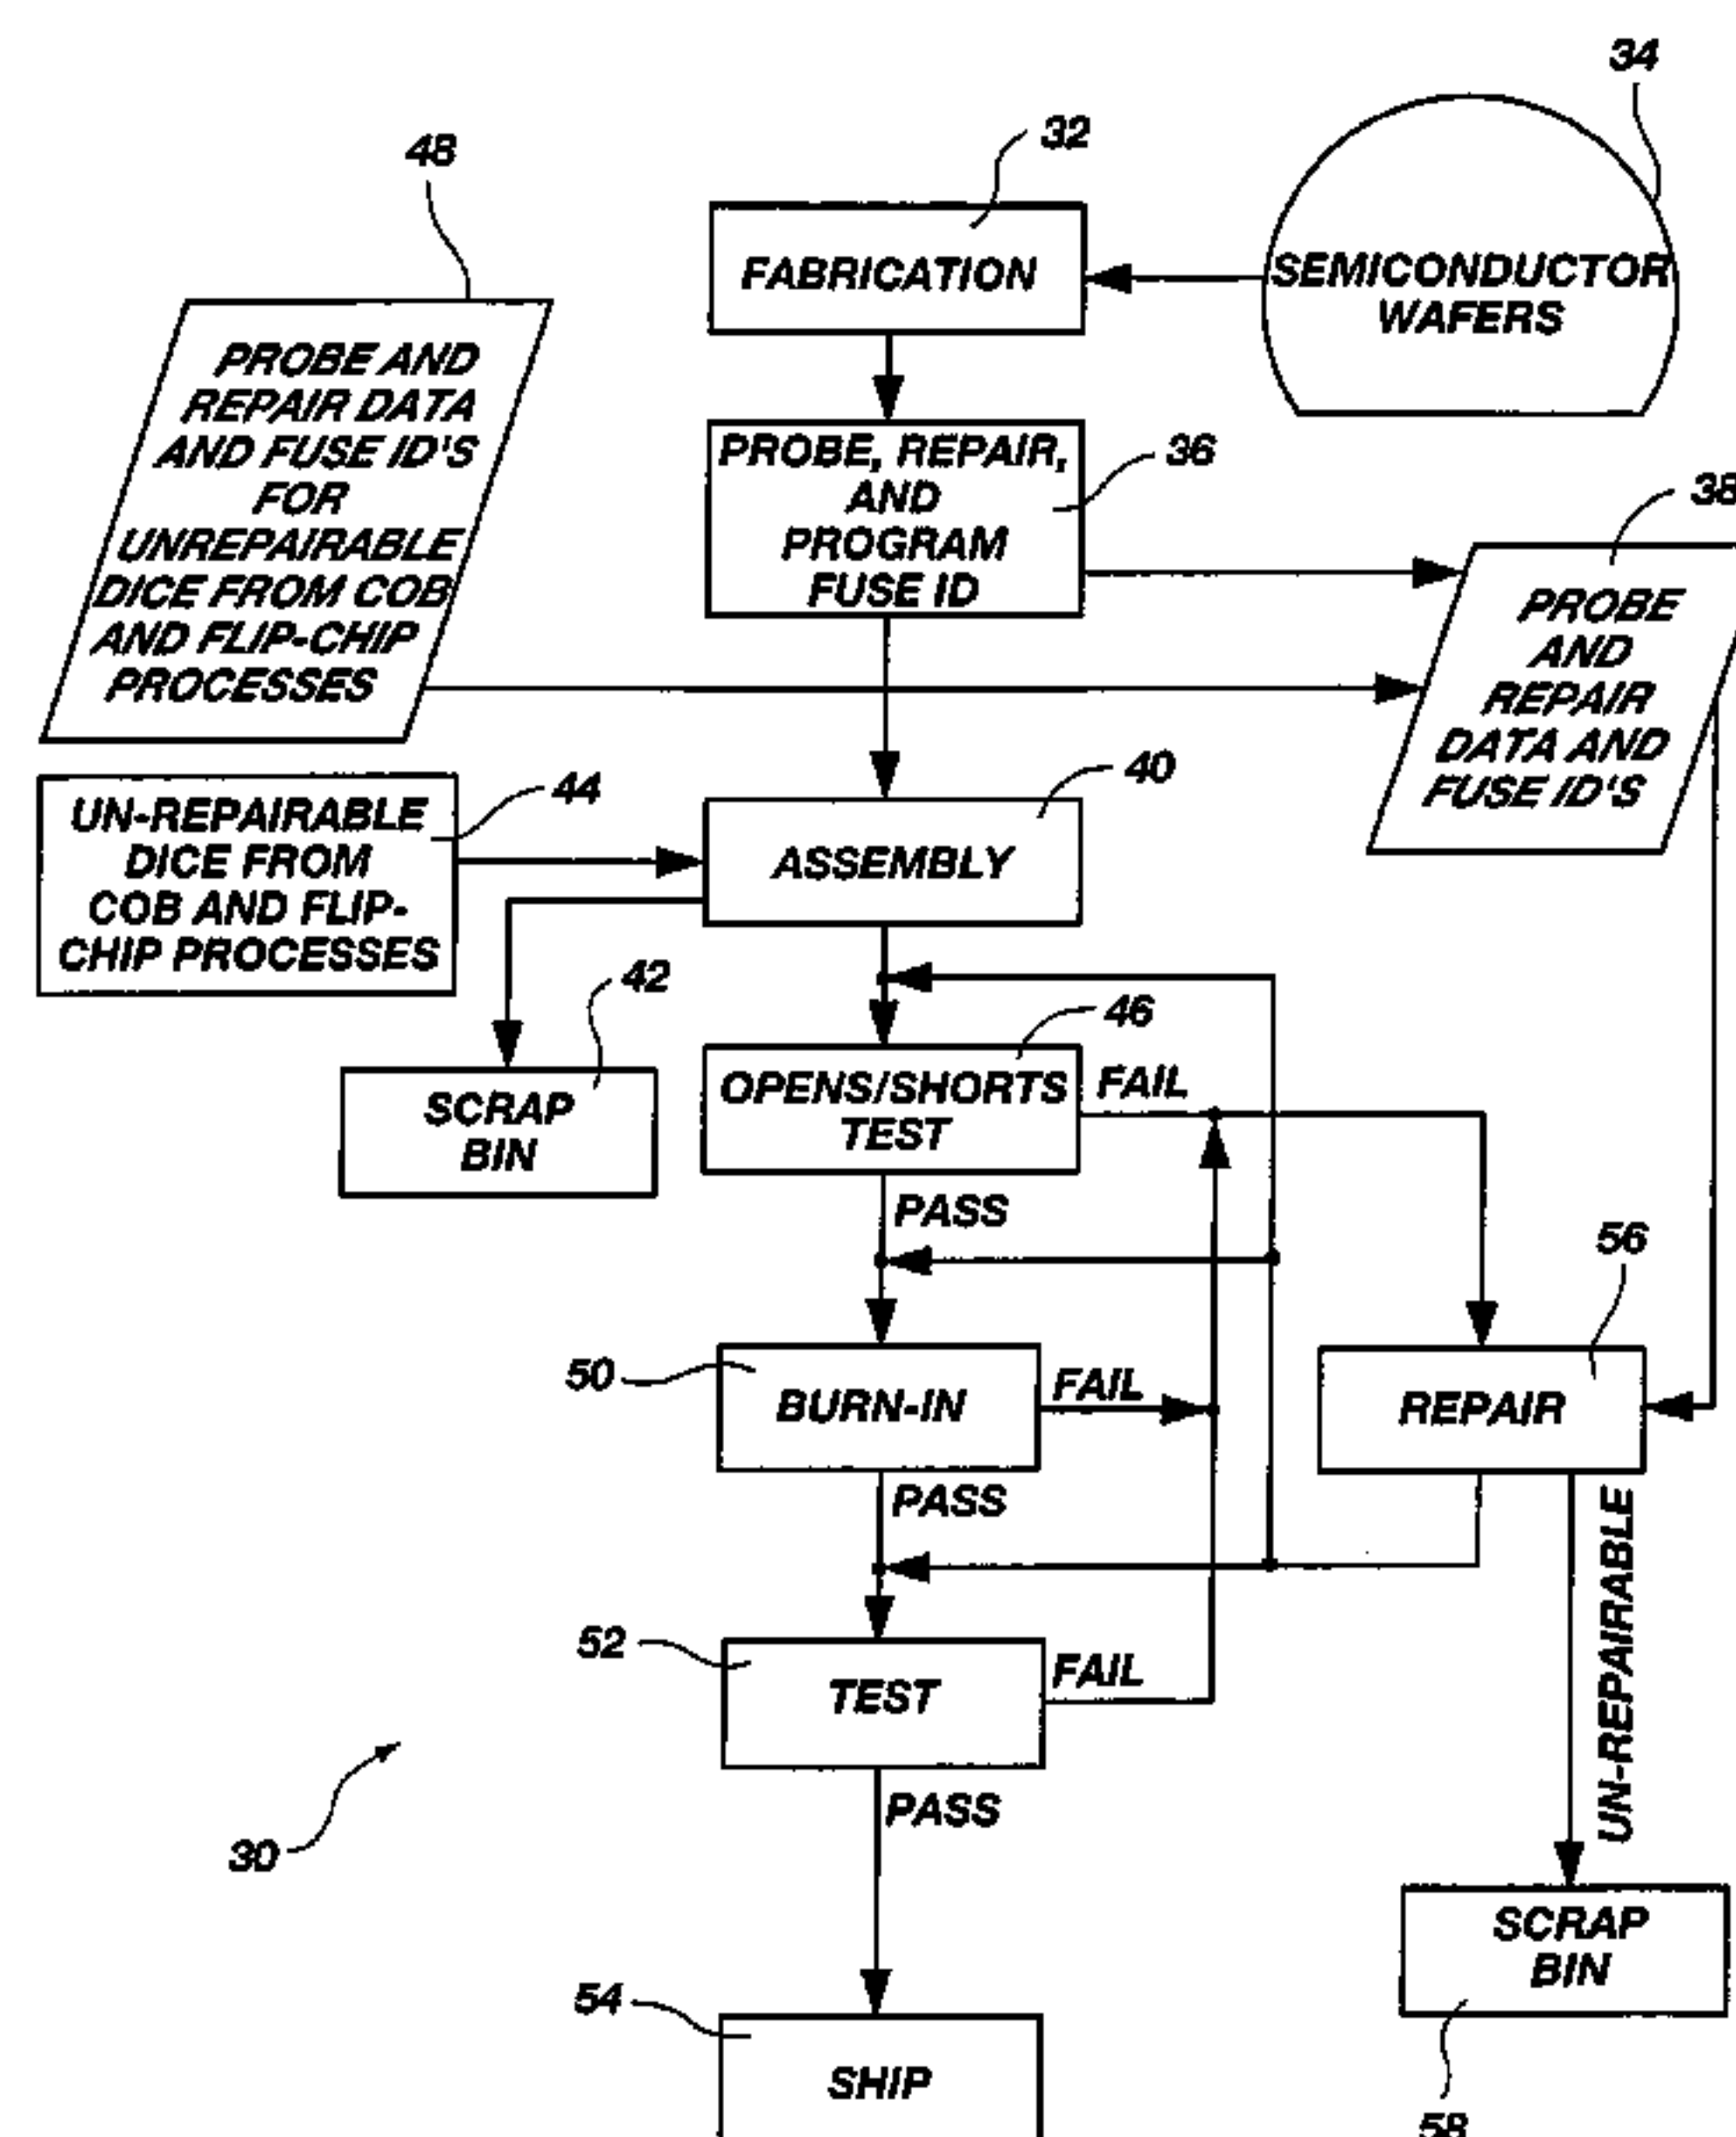 34
32
48
FABRICATION
SEMICONDUCTOR
WAFERS
PROBE AND
REPAIR DATA
AND FUSE ID'S
FOR
UNREPAIRABLE
DICE FROM COB
AND FLIP-CHIP
PROCESSES
PROBE, REPAIR,
AND
PROGRAM
FUSE ID
36
38
PROBE
AND
REPAIR
DATA AND
FUSE ID'S
44
UN-REPAIRABLE
DICE FROM
COB AND FLIP-
CHIP PROCESSES
40
ASSEMBLY
42
SCRAP
BIN
46
OPENS/SHORTS
TEST
FAIL
PASS
56
50
BURN-IN
FAIL
REPAIR
PASS
UN-REPAIRABLE
52
TEST
FAIL
PASS
30
SCRAP
BIN
54
SHIP
58